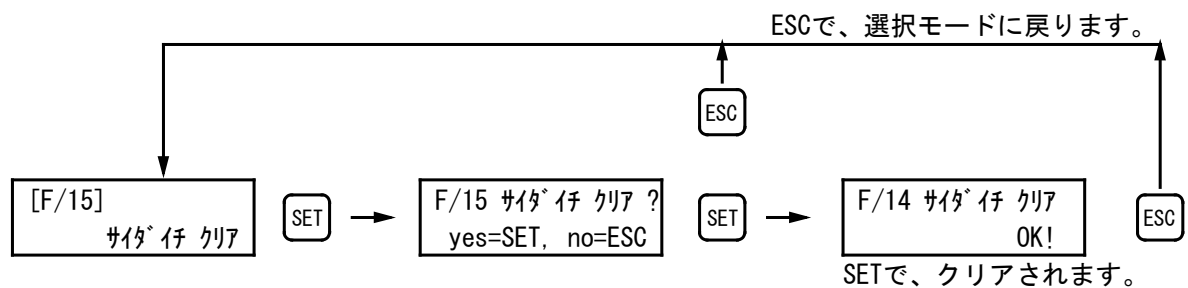 ESCで、選択モードに戻ります。
ESC
[F/15]
ｻｲﾀﾞｲﾁ ｸﾘｱ
SET
F/15 ｻｲﾀﾞｲﾁ ｸﾘｱ ?
yes=SET, no=ESC
SET
F/14 ｻｲﾀﾞｲﾁ ｸﾘｱ
OK!
ESC
SETで、クリアされます。